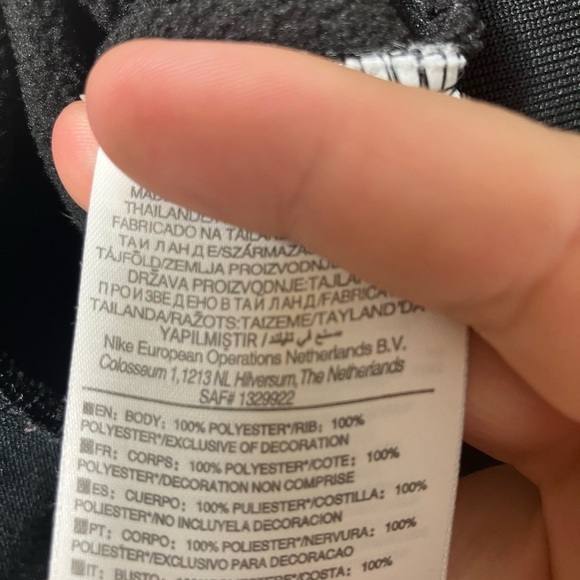 THAILANDE/
FABRICADO NA
ТАИЛАНДЕ/SZÁRMAZÁ
TÁJFÖLD/ZEMLJA PROIZVODNJE
DRŽAVA PROIZVODNJE:TAJLA
ПРОИЗВЕДЕНО В ТАИЛАНД/FABRICA
TAILANDA/RAŽOTS:TAIZEME/TAYLAND'DA
YAPILMIŞTIR / صنع في تايلاند
Nike European Operations Netherlands B.V.
Colosseum 1,1213 NL Hilversum, The Netherlands
SAF# 1329922
EN: BODY: 100% POLYESTER*/RIB: 100%
POLYESTER*/EXCLUSIVE OF DECORATION
FR: CORPS: 100% POLYESTER*/COTE: 100%
POLYESTER*/DECORATION NON COMPRISE
ES: CUERPO: 100% PULIESTER*/COSTILLA: 100%
POLIESTER*/NO INCLUYELA DECORACION
PT: CORPO: 100% POLIESTER*/NERVURA: 100%
POLIESTER*/EXCLUSIVO PARA DECORACAO
IT: BUSTO: 100% 100%